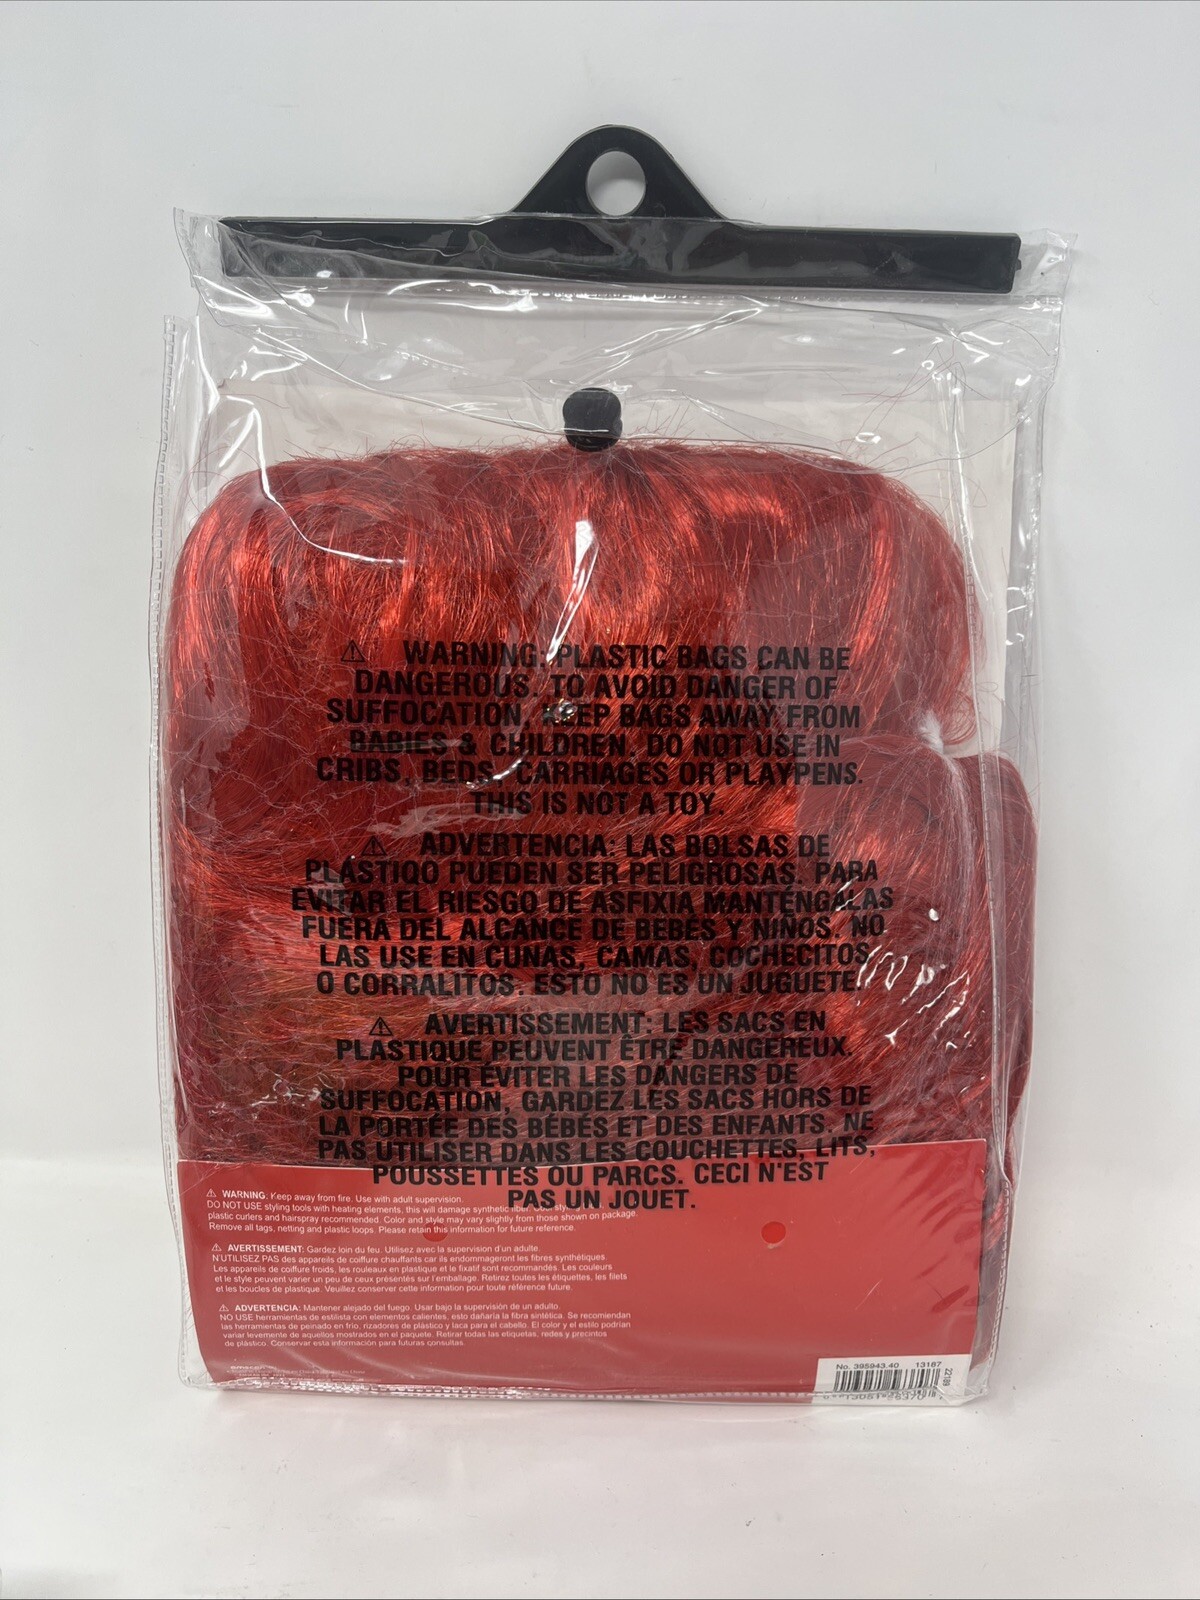 ⚠ WARNING: PLASTIC BAGS CAN BE
DANGEROUS. TO AVOID DANGER OF
SUFFOCATION, KEEP BAGS AWAY FROM
BABIES & CHILDREN. DO NOT USE IN
CRIBS, BEDS, CARRIAGES OR PLAYPENS.
THIS IS NOT A TOY.
⚠ ADVERTENCIA: LAS BOLSAS DE
PLÁSTIQO PUEDEN SER PELIGROSAS. PARA
EVITAR EL RIESGO DE ASFIXIA MANTÉNGALAS
FUERA DEL ALCANCE DE BEBÉS Y NIÑOS. NO
LAS USE EN CUNAS, CAMAS, COCHECITOS
O CORRALITOS. ESTO NO ES UN JUGUETE.
⚠ AVERTISSEMENT: LES SACS EN
PLASTIQUE PEUVENT ÊTRE DANGEREUX.
POUR ÉVITER LES DANGERS DE
SUFFOCATION, GARDEZ LES SACS HORS DE
LA PORTÉE DES BÉBÉS ET DES ENFANTS. NE
PAS UTILISER DANS LES COUCHETTES, LITS,
POUSSETTES OU PARCS. CECI N'EST
PAS UN JOUET.
⚠ WARNING: Keep away from fire. Use with adult supervision.
DO NOT USE styling tools with heating elements, this will damage synthetic
plastic curlers and hairspray recommended. Color and style may vary slightly from those shown on package.
Remove all tags, netting and plastic loops. Please retain this information for future reference.
⚠ AVERTISSEMENT: Gardez loin du feu. Utilisez avec la supervision d'un adulte.
N'UTILISEZ PAS des appareils de coiffure chauffants car ils endommageront les fibres synthétiques.
Les appareils de coiffure froids, les rouleaux en plastique et le fixatif sont recommandés. Les couleurs
et le style peuvent varier un peu de ceux présentés sur l'emballage. Retirez toutes les étiquettes, les filets
et les boucles de plastique. Veuillez conserver cette information pour toute référence future.
⚠ ADVERTENCIA: Mantener alejado del fuego. Usar bajo la supervisión de un adulto.
NO USE herramientas de estilista con elementos calientes, esto dañaría la fibra sintética. Se recomiendan
las herramientas de peinado en frío, rizadores de plástico y laca para el cabello. El color y el estilo podrían
variar levemente de aquellos mostrados en el paquete. Retirar todas las etiquetas, redes y precintos
de plástico. Conservar esta información para futuras consultas.
No. 395943.40 13187
22199